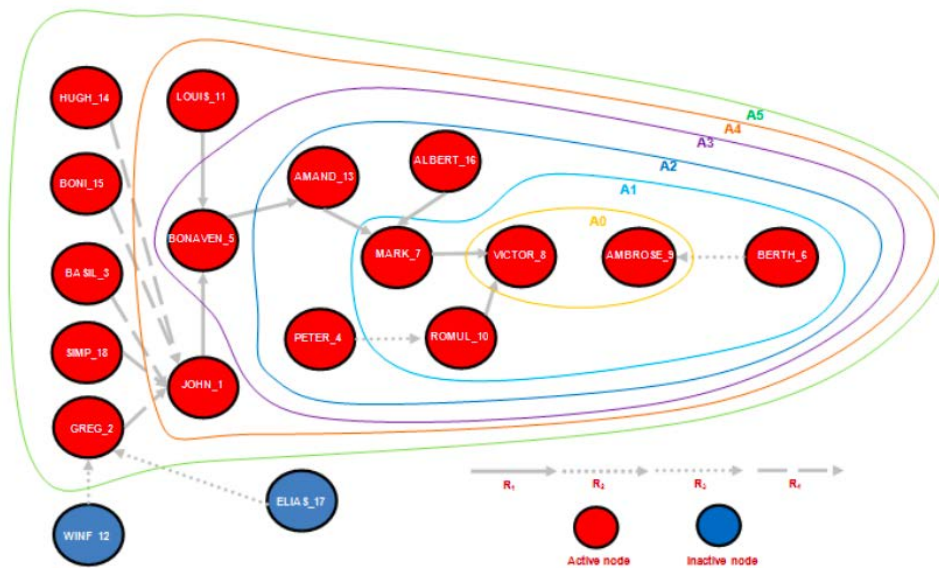 HUGH_14
LOUIS_11
A5
A4
A3
A2
A1
A0
ALBERT_16
AMAND_13
BONI_15
BONAVEN_5
MARK_7
VICTOR_8
AMBROSE_9
BERTH_6
BASIL_3
PETER_4
ROMUL_10
SIMP_18
JOHN_1
GREG_2
ELIAS_17
WINF_12
R₁
R₂
R₃
R₄
Active node
Inactive node